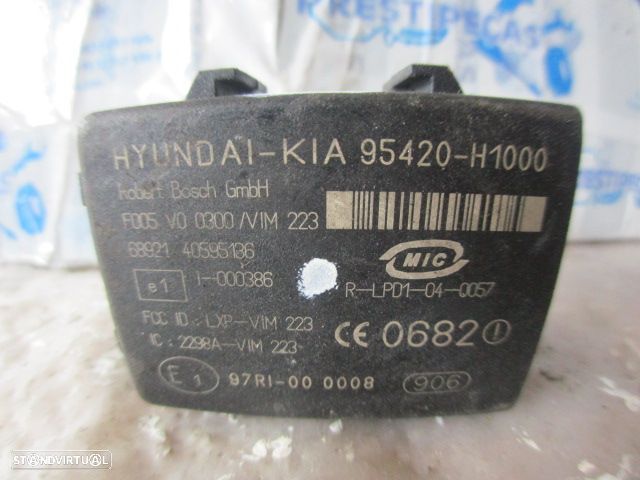 HYUNDAI-KIA 95420-H1000
Robert Bosch GmbH
F005 V0 0300/VIM 223
68921 40595136
MIC
e1 1-000386
R-LPD1-04-0057
FCC ID : LXP-VIM 223
IC : 2298A-VIM 223
CE 0682
E1 97RI-00 0008 906
STANDVIRTUAL